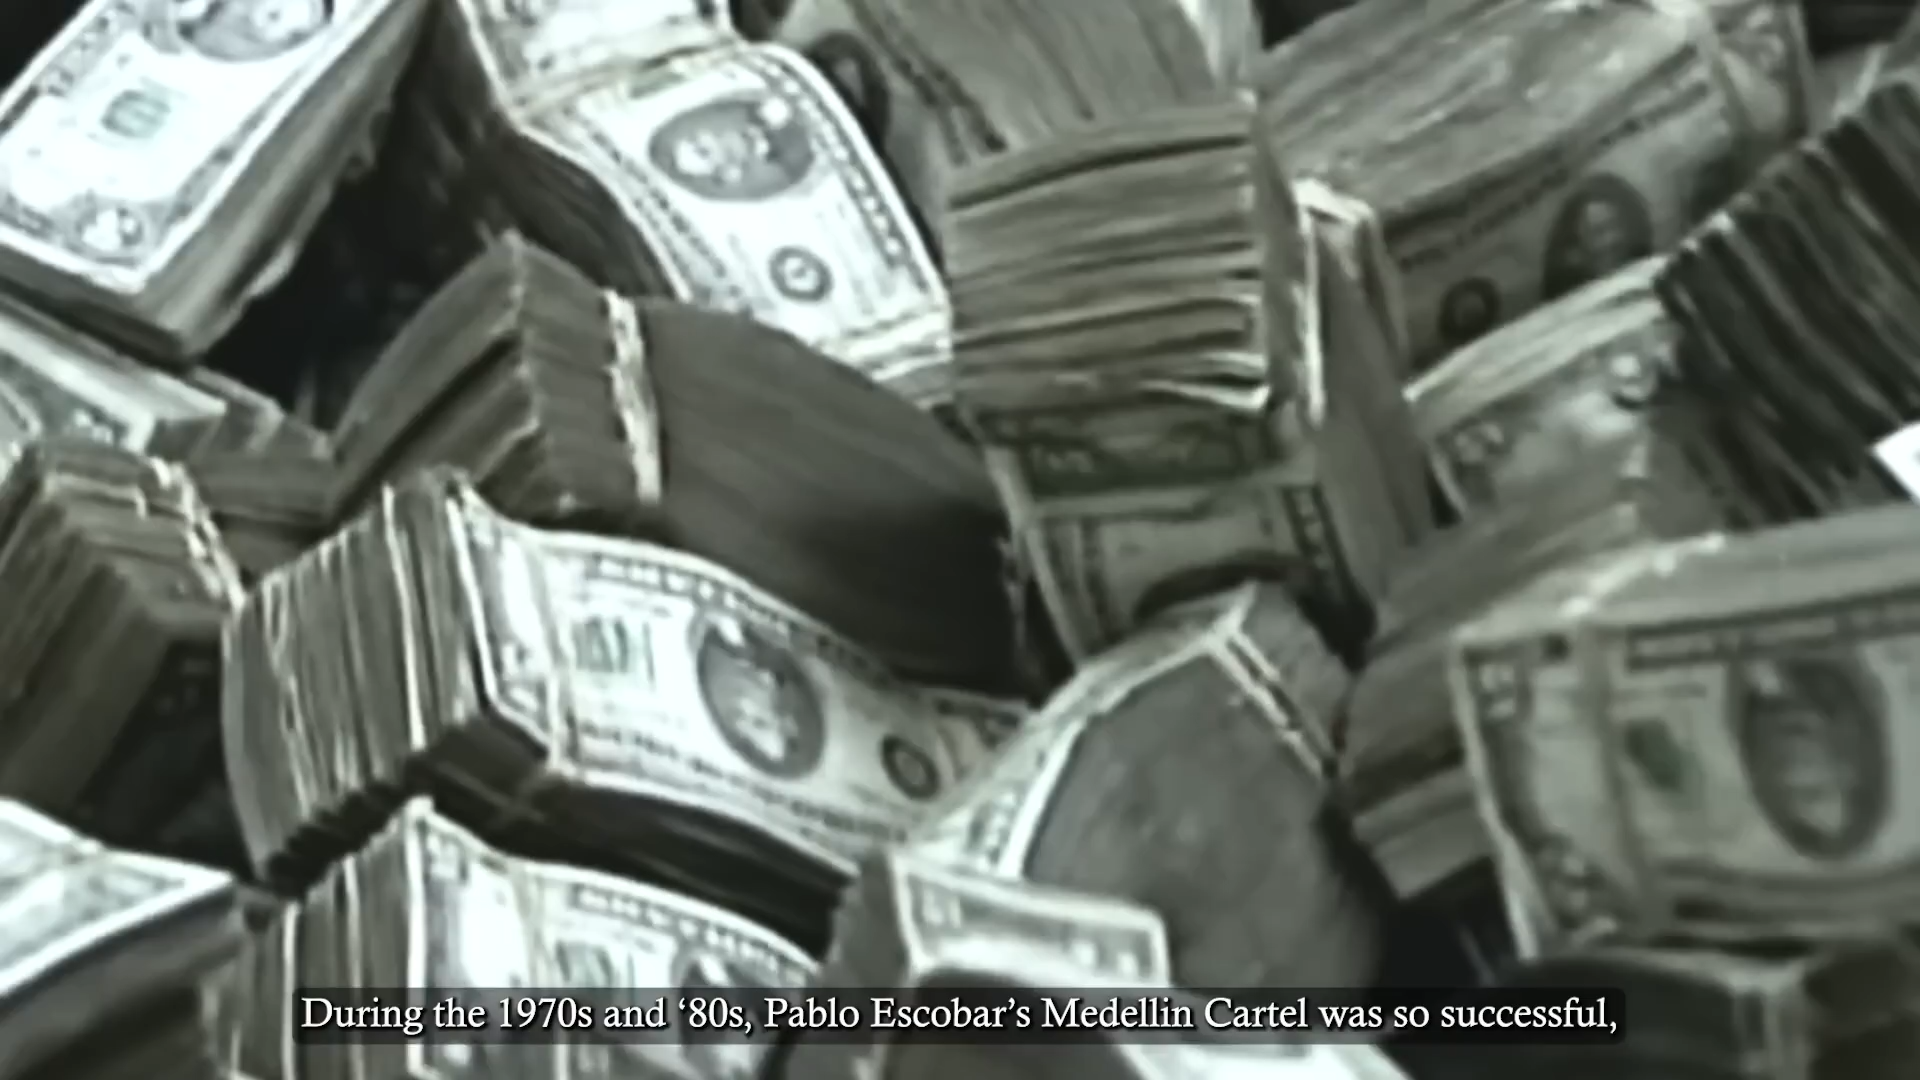 During the 1970s and ‘80s, Pablo Escobar’s Medellin Cartel was so successful,